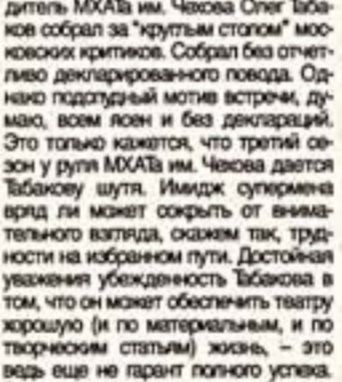 дитель МХАТа им. Чехова Олег Таба-
ков собрал за "круглым столом" мос-
ковских критиков. Собрал без отчет-
ливо декларированного повода. Од-
нако подспудный мотив встречи, ду-
маю, всем ясен и без деклараций.
Это только кажется, что третий се-
зон у руля МХАТа им. Чехова дается
Табакову шутя. Имидж супермена
вряд ли может сокрыть от внима-
тельного взгляда, скажем так, труд-
ности на избранном пути. Достойная
уважения убежденность Табакова в
том, что он может обеспечить театру
хорошую (и по материальным, и по
творческим статьям) жизнь, – это
ведь еще не гарант полного успеха.